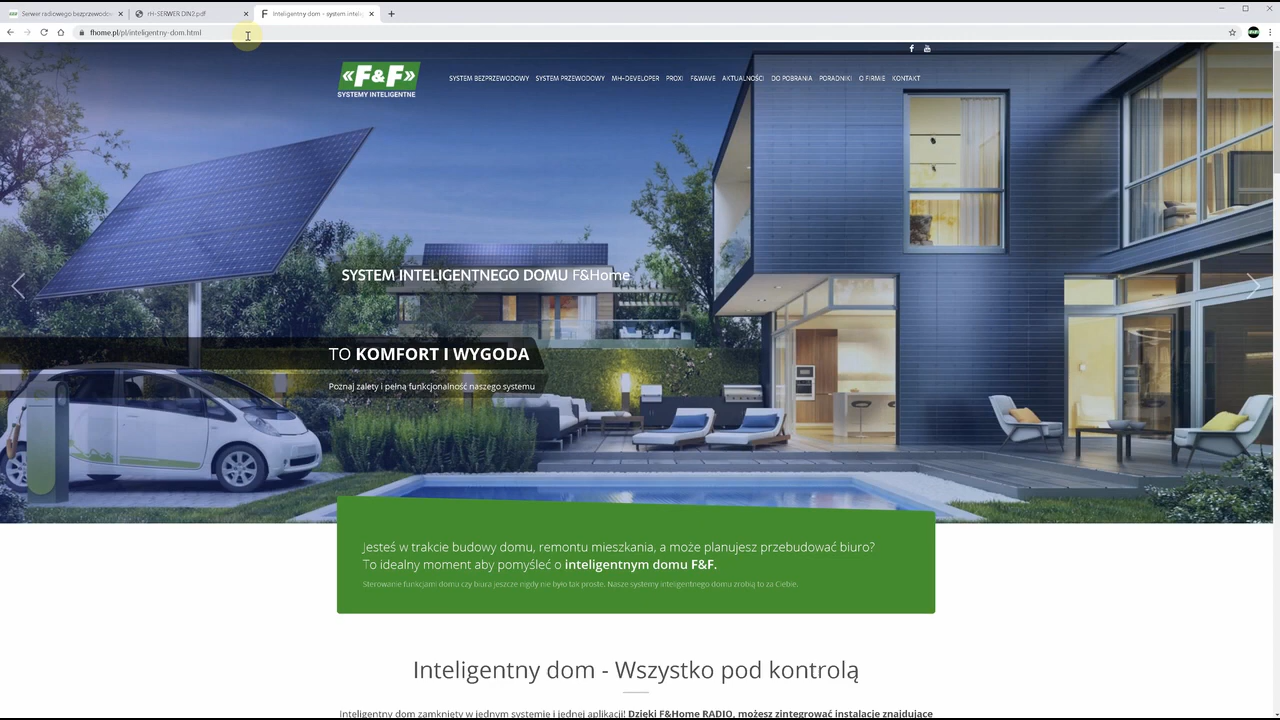 Serwer radiowego bezprzewodow
rH-SERWER DIN2.pdf
Inteligentny dom - system intelig
fhome.pl/pl/inteligentny-dom.html
«F&F»
SYSTEMY INTELIGENTNE
SYSTEM BEZPRZEWODOWY SYSTEM PRZEWODOWY MH-DEVELOPER PROXI F&WAVE AKTUALNOŚCI DO POBRANIA PORADNIKI O FIRMIE KONTAKT
SYSTEM INTELIGENTNEGO DOMU F&Home
TO KOMFORT I WYGODA
Poznaj zalety i pełną funkcjonalność naszego systemu
Jesteś w trakcie budowy domu, remontu mieszkania, a może planujesz przebudować biuro?
To idealny moment aby pomyśleć o inteligentnym domu F&F.
Sterowanie funkcjami domu czy biura jeszcze nigdy nie było tak proste. Nasze systemy inteligentnego domu zrobią to za Ciebie.
Inteligentny dom - Wszystko pod kontrolą
Inteligentny dom zamknięty w jednym systemie i jednej aplikacji! Dzięki F&Home RADIO, możesz zintegrować instalacje znajdujące